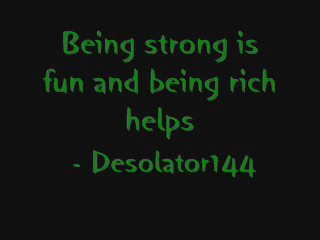 Being strong is
fun and being rich
helps
- Desolator144